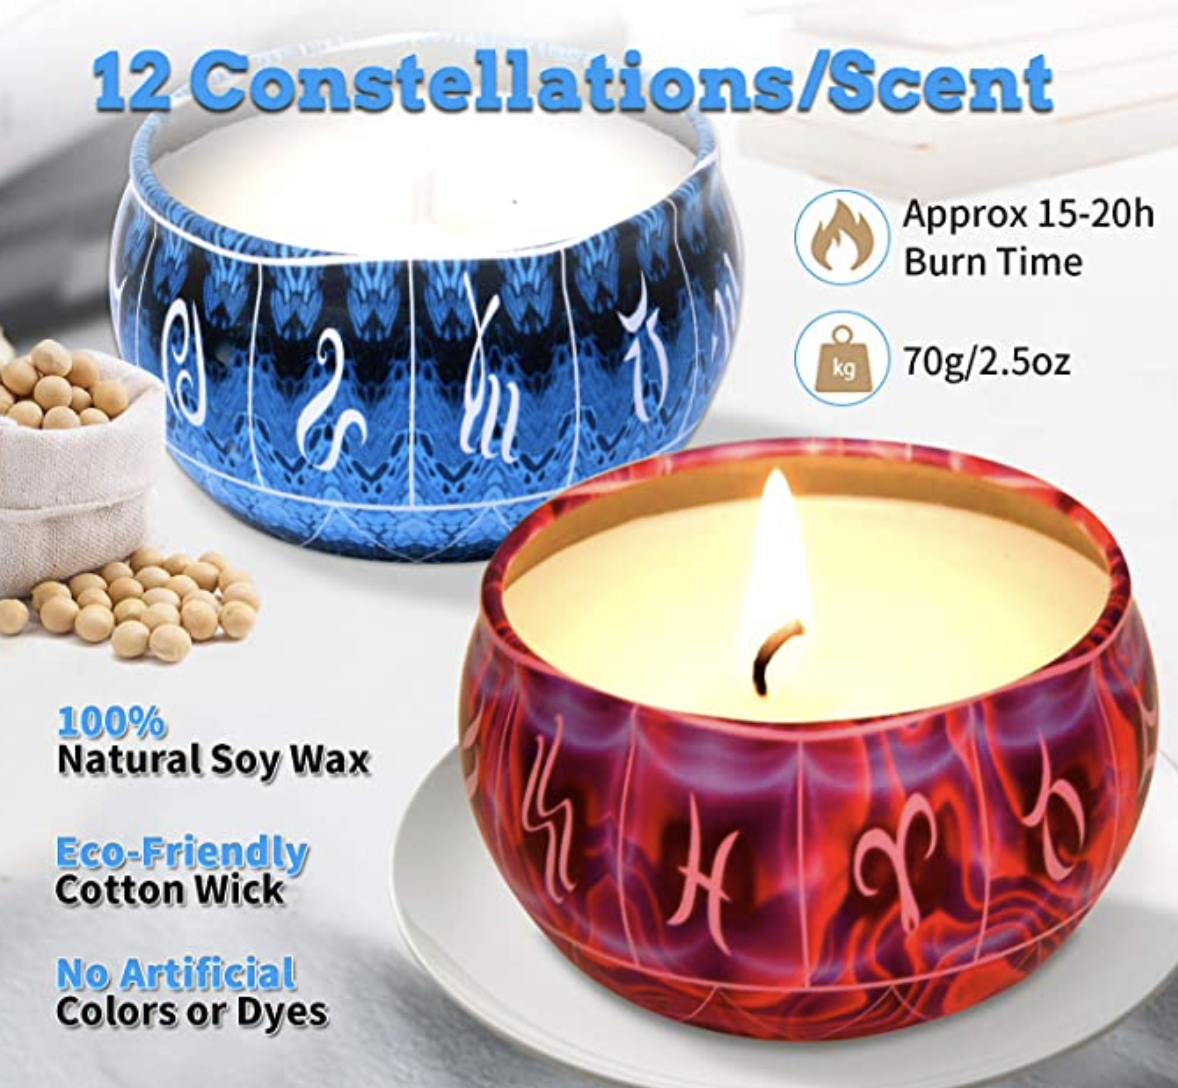 12 Constellations/Scent
Approx 15-20h
Burn Time
kg
70g/2.5oz
100%
Natural Soy Wax
Eco-Friendly
Cotton Wick
No Artificial
Colors or Dyes